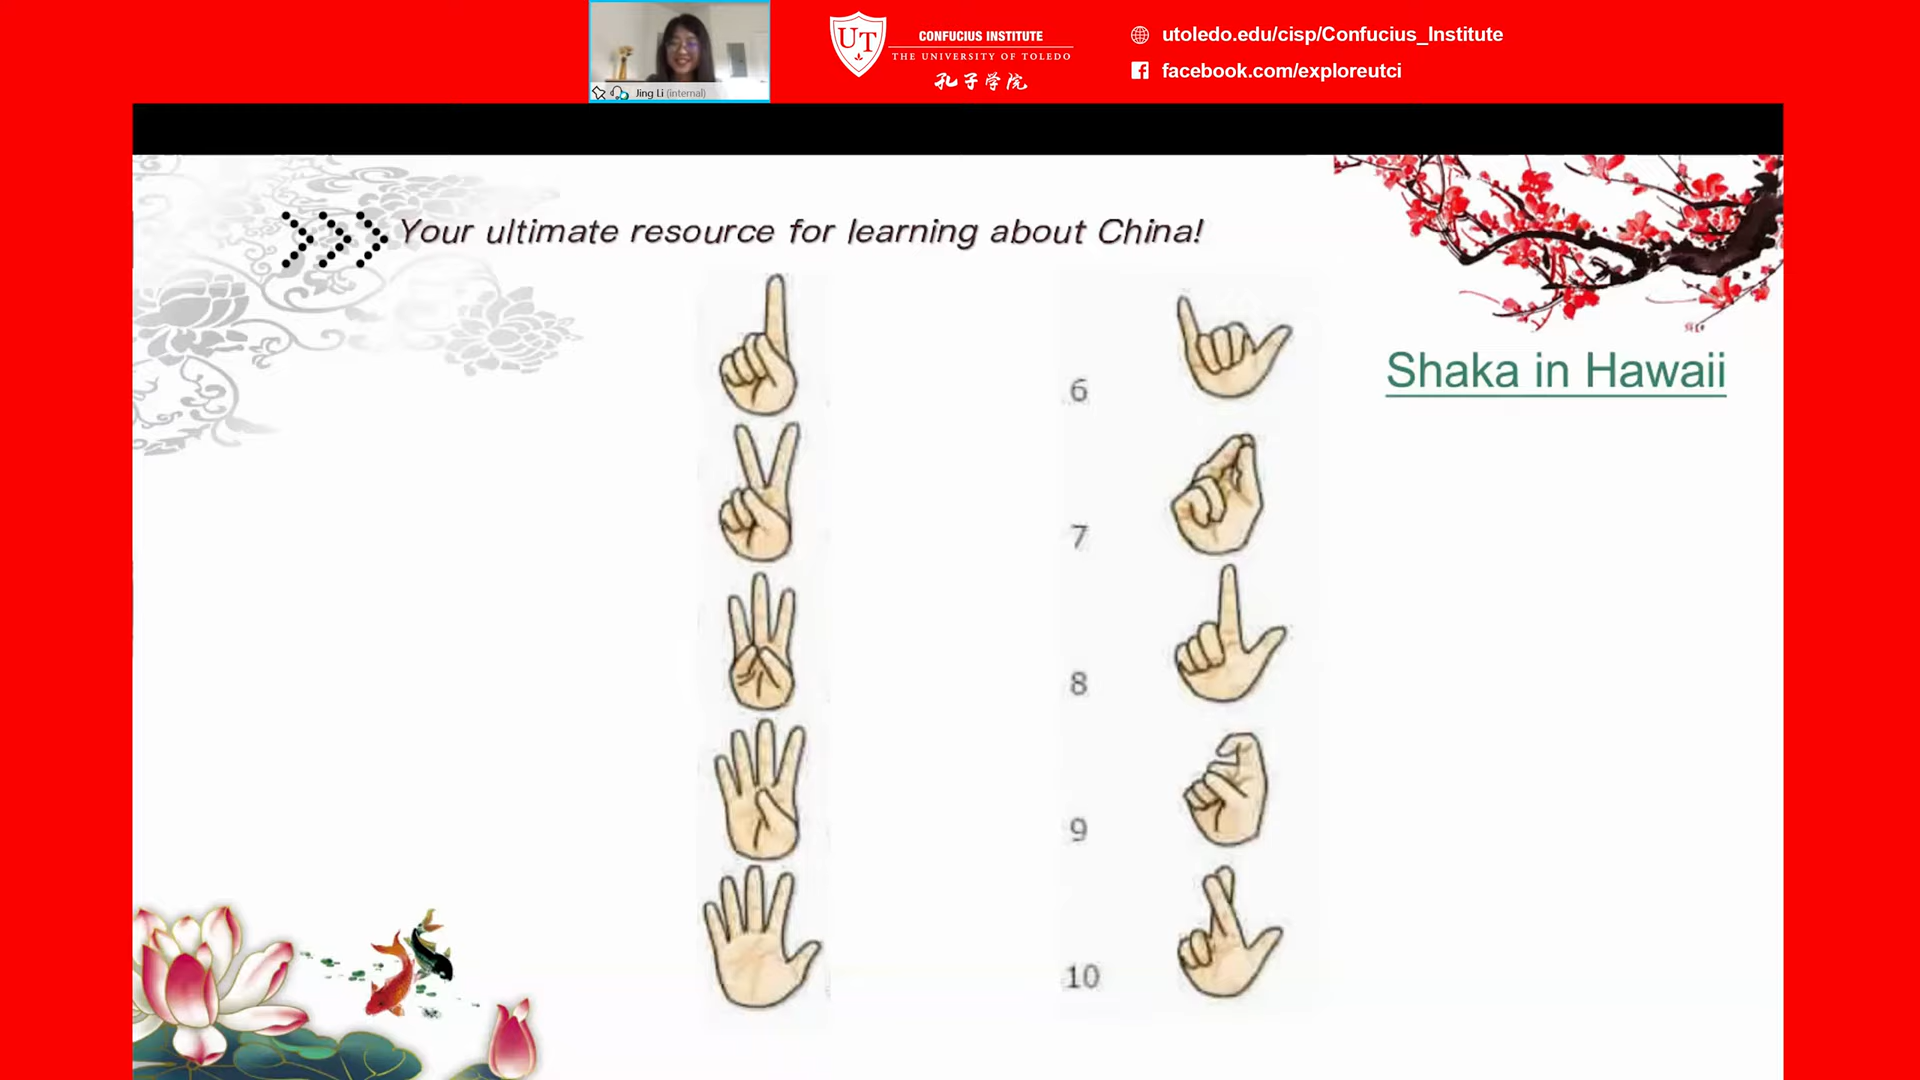 Jing Li (internal)
UT
CONFUCIUS INSTITUTE
THE UNIVERSITY OF TOLEDO
孔子学院
utoledo.edu/cisp/Confucius_Institute
facebook.com/exploreutci
Your ultimate resource for learning about China!
Shaka in Hawaii
6
7
8
9
10